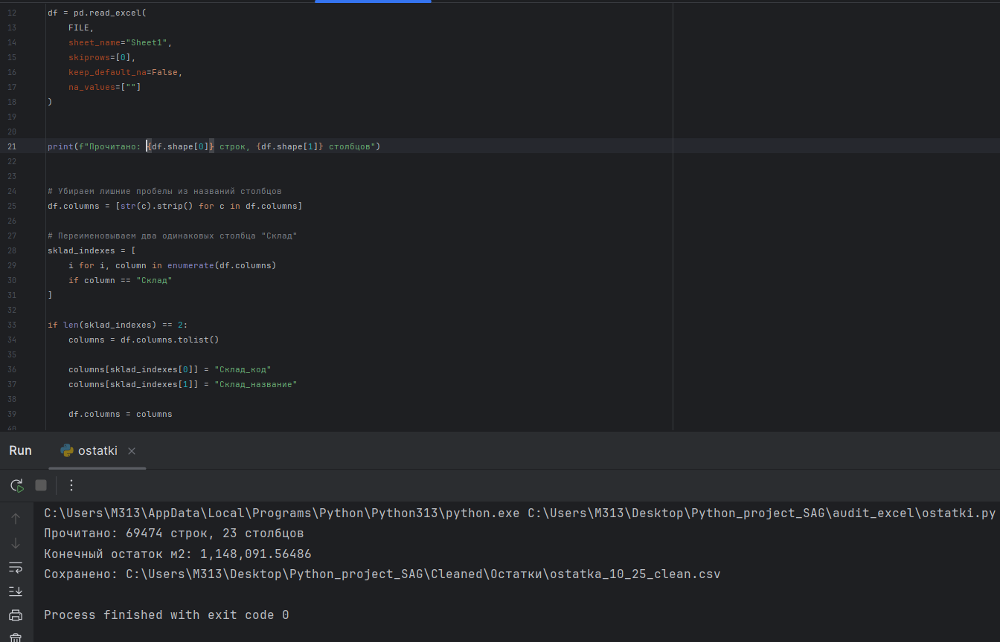 12 df = pd.read_excel(
13 FILE,
14 sheet_name="Sheet1",
15 skiprows=[0],
16 keep_default_na=False,
17 na_values=[""]
18 )
19
20
21 print(f"Прочитано: {df.shape[0]} строк, {df.shape[1]} столбцов")
22
23
24 # Убираем лишние пробелы из названий столбцов
25 df.columns = [str(c).strip() for c in df.columns]
26
27 # Переименовываем два одинаковых столбца "Склад"
28 sklad_indexes = [
29 i for i, column in enumerate(df.columns)
30 if column == "Склад"
31 ]
32
33 if len(sklad_indexes) == 2:
34 columns = df.columns.tolist()
35
36 columns[sklad_indexes[0]] = "Склад_код"
37 columns[sklad_indexes[1]] = "Склад_название"
38
39 df.columns = columns
40
Run ostatki
C:\Users\M313\AppData\Local\Programs\Python\Python313\python.exe C:\Users\M313\Desktop\Python_project_SAG\audit_excel\ostatki.py
Прочитано: 69474 строк, 23 столбцов
Конечный остаток м2: 1,148,091.56486
Сохранено: C:\Users\M313\Desktop\Python_project_SAG\Cleaned\Остатки\ostatka_10_25_clean.csv
Process finished with exit code 0